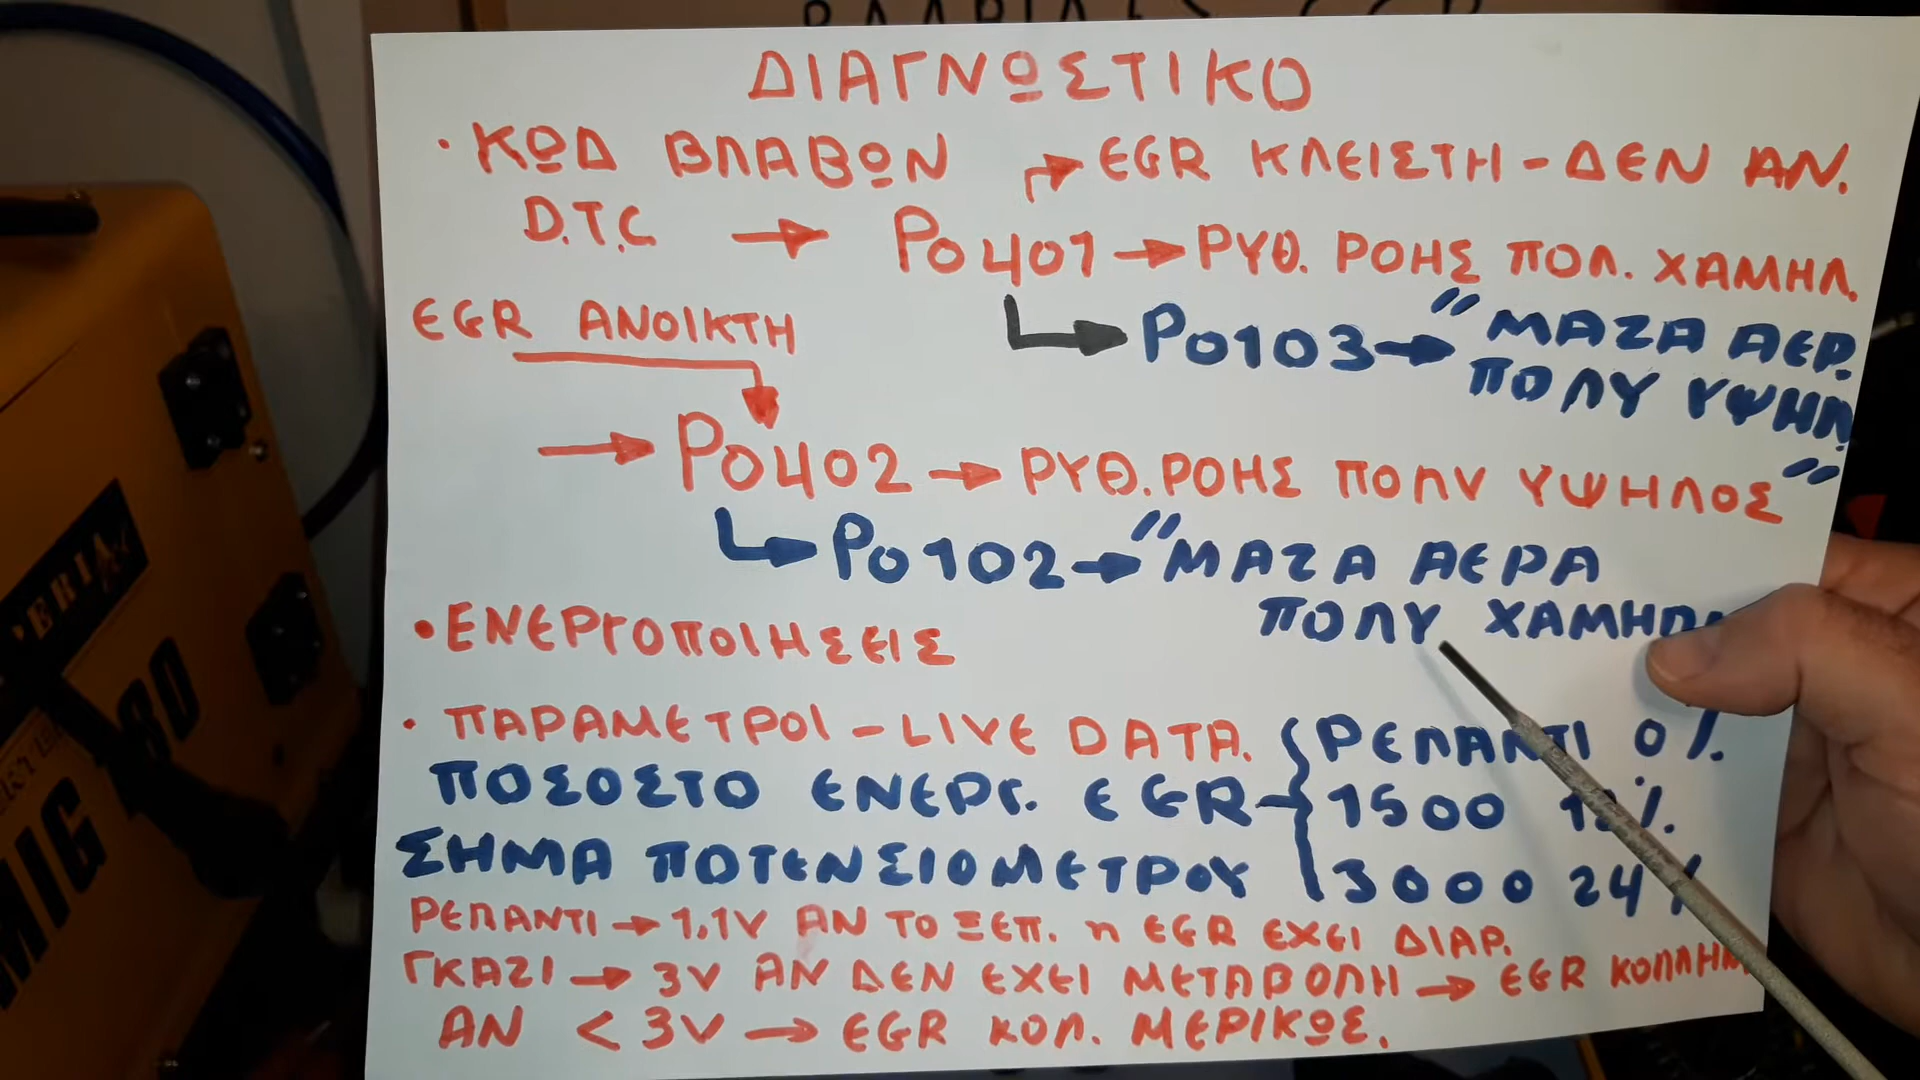 ΔΙΑΓΝΩΣΤΙΚΟ
• ΚΩΔ ΒΛΑΒΩΝ → EGR ΚΛΕΙΣΤΗ - ΔΕΝ ΑΝ.
D.T.C → P0401 → ΡΥΘ. ΡΟΗΣ ΠΟΛ. ΧΑΜΗΛ.
EGR ΑΝΟΙΚΤΗ
P0103 → "ΜΑΖΑ ΑΕΡ.
ΠΟΛΥ ΥΨΗΛ
→ P0402 → ΡΥΘ. ΡΟΗΣ ΠΟΛΥ ΥΨΗΛΟΣ"
P0102 → "ΜΑΖΑ ΑΕΡΑ
ΠΟΛΥ ΧΑΜΗΛ
• ΕΝΕΡΓΟΠΟΙΗΣΕΙΣ
• ΠΑΡΑΜΕΤΡΟΙ - LIVE DATA. { ΡΕΛΑΝΤΙ 0%
ΠΟΣΟΣΤΟ ΕΝΕΡΓ. EGR 1500
ΣΗΜΑ ΠΟΤΕΝΣΙΟΜΕΤΡΟΥ 3000 24%
ΡΕΛΑΝΤΙ → 1,1V ΑΝ ΤΟ ΞΕΠ. η EGR ΕΧΕΙ ΔΙΑΡ.
ΓΚΑΖΙ → 3V ΑΝ ΔΕΝ ΕΧΕΙ ΜΕΤΑΒΟΛΗ → EGR ΚΟΛΛΗΜ
ΑΝ < 3V → EGR ΚΟΛ. ΜΕΡΙΚΩΣ.
MIG